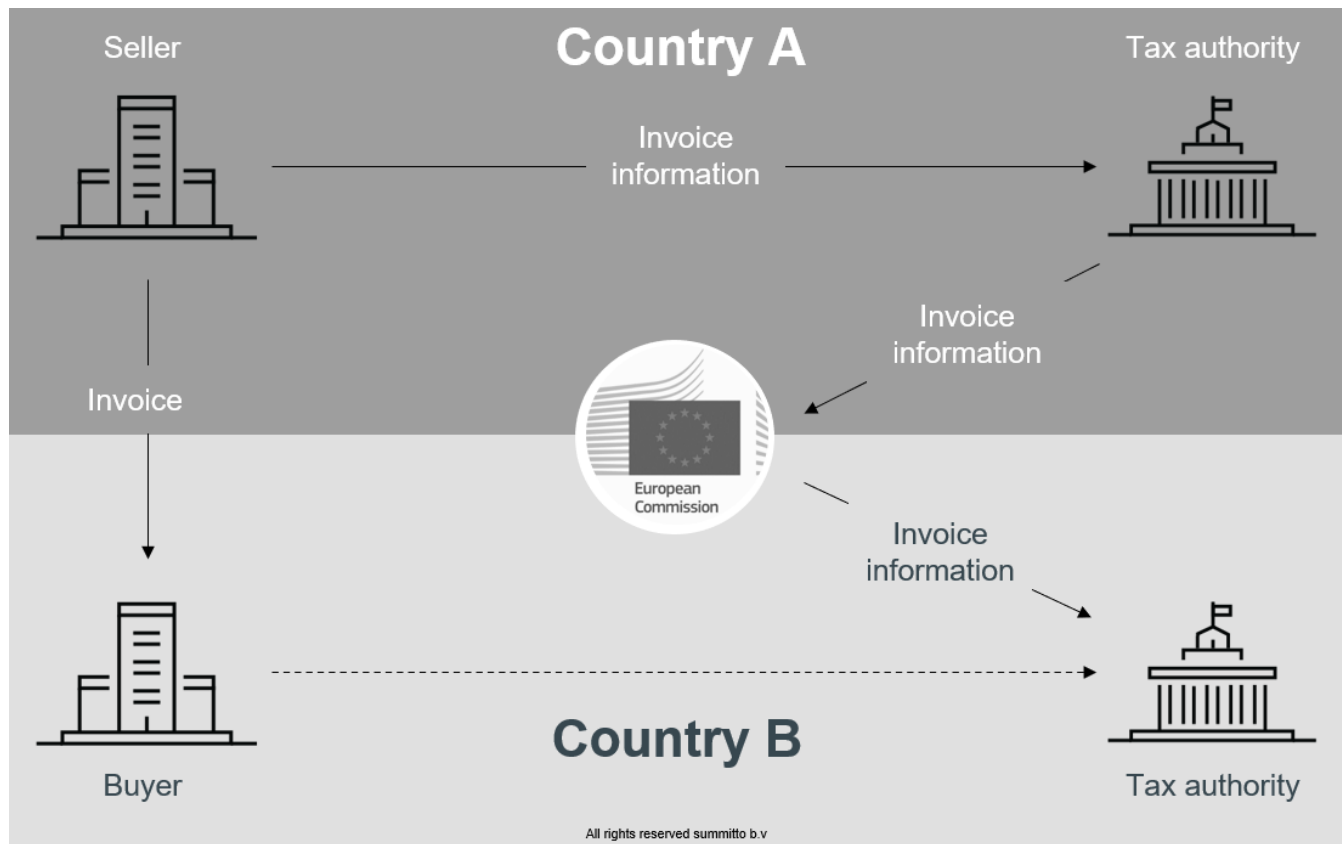 Seller
Country A
Tax authority
Invoice
information
Invoice
information
Invoice
European
Commission
Invoice
information
Country B
Buyer
Tax authority
All rights reserved summitto b.v